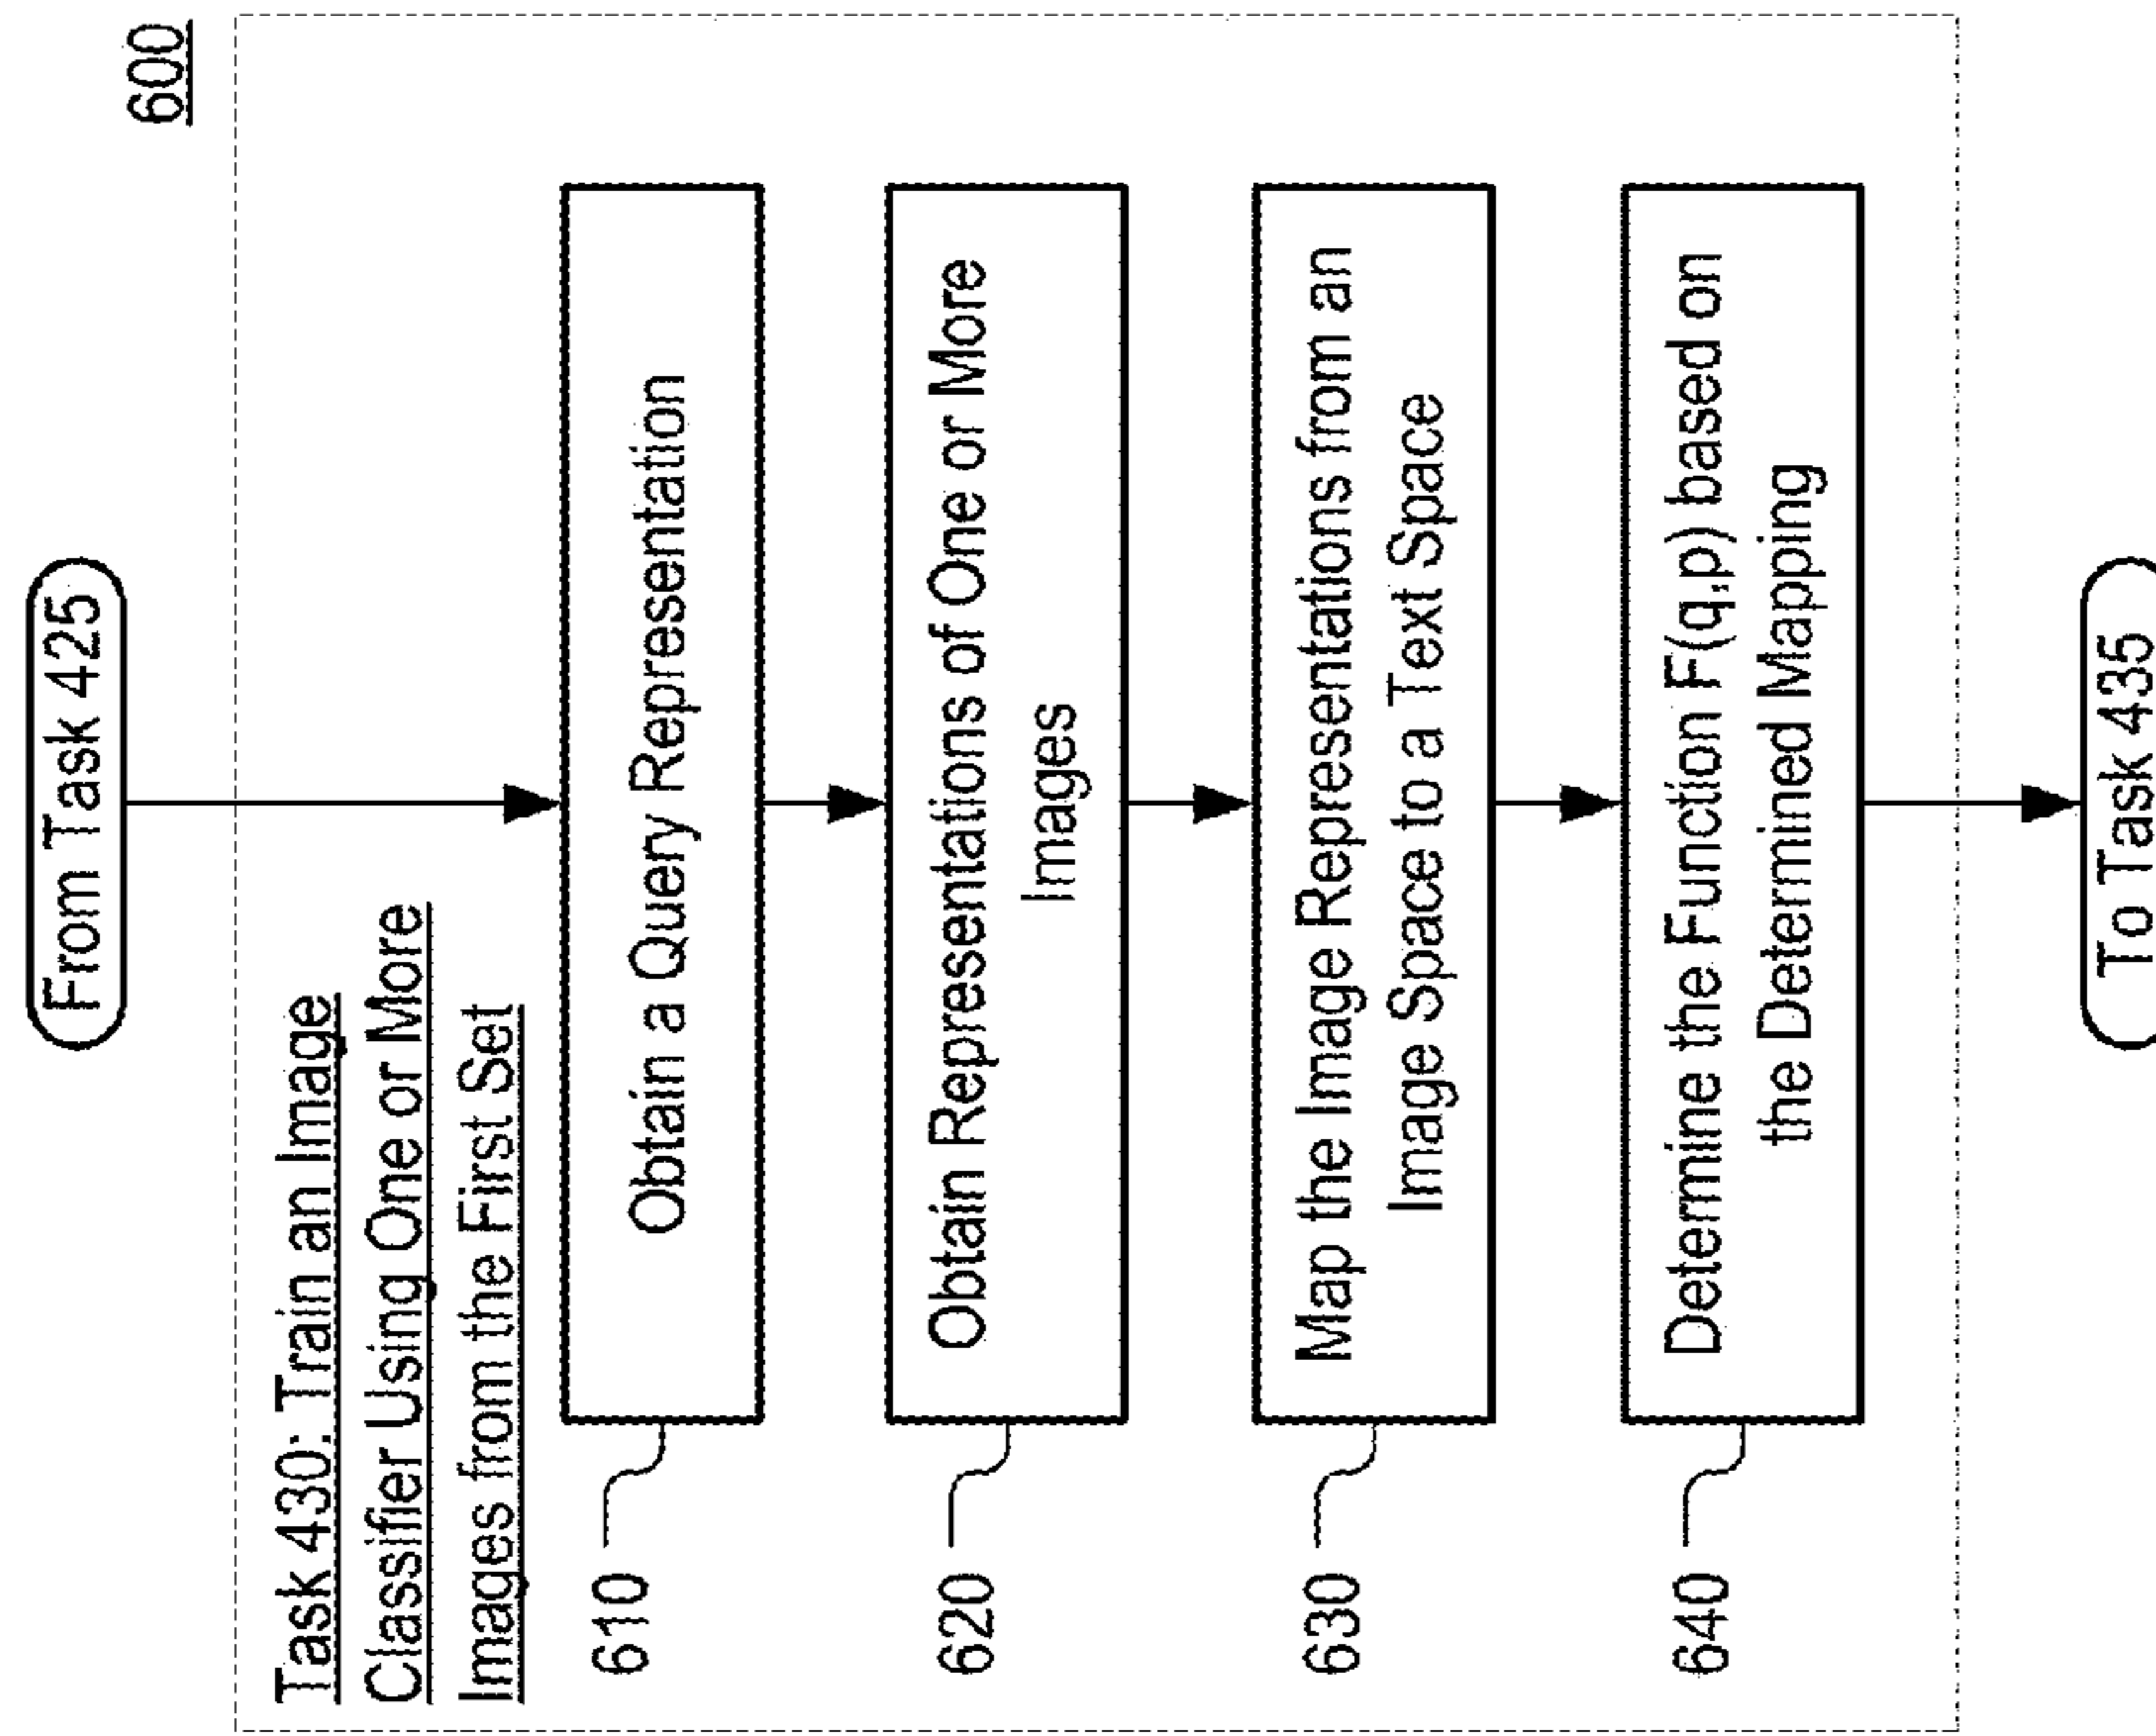 600
From Task 425
Task 430: Train an Image
Classifier Using One or More
Images from the First Set
610
Obtain a Query Representation
620
Obtain Representations of One or More
Images
630
Map the Image Representations from an
Image Space to a Text Space
640
Determine the Function F(q,p) based on
the Determined Mapping
To Task 435